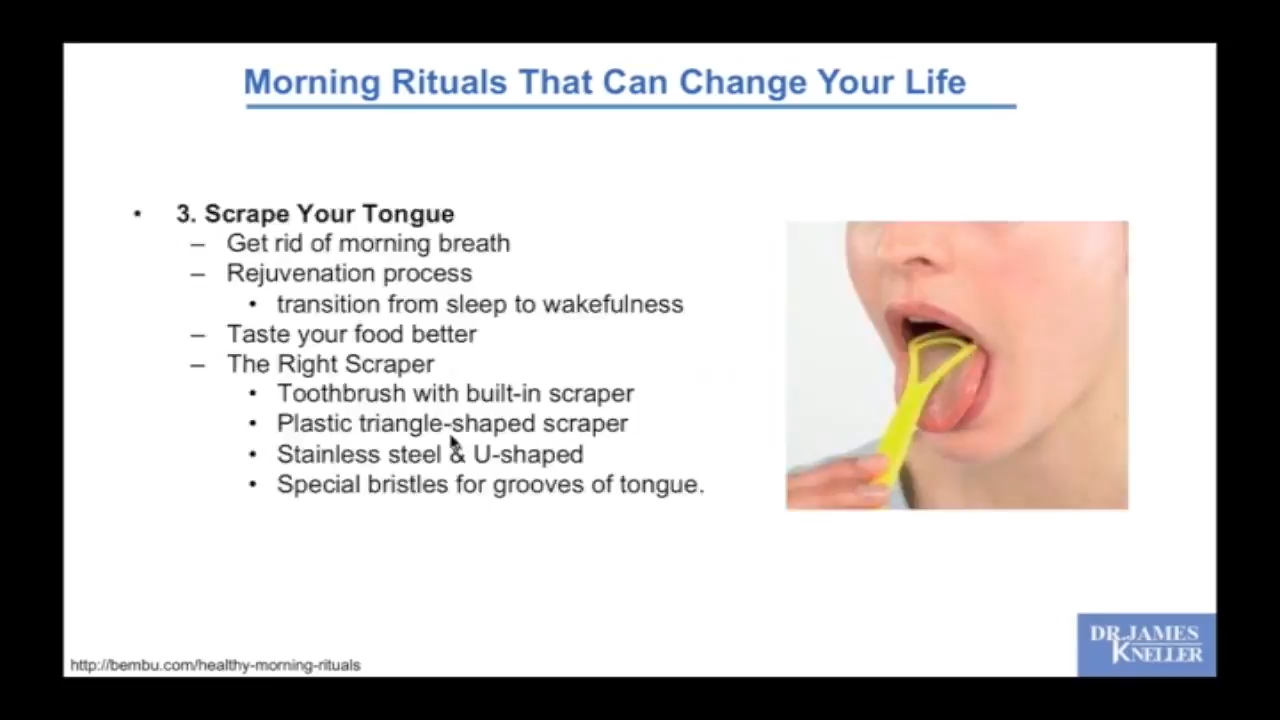 Morning Rituals That Can Change Your Life
• 3. Scrape Your Tongue
– Get rid of morning breath
– Rejuvenation process
• transition from sleep to wakefulness
– Taste your food better
– The Right Scraper
• Toothbrush with built-in scraper
• Plastic triangle-shaped scraper
• Stainless steel & U-shaped
• Special bristles for grooves of tongue.
http://bembu.com/healthy-morning-rituals
DR.JAMES
KNELLER